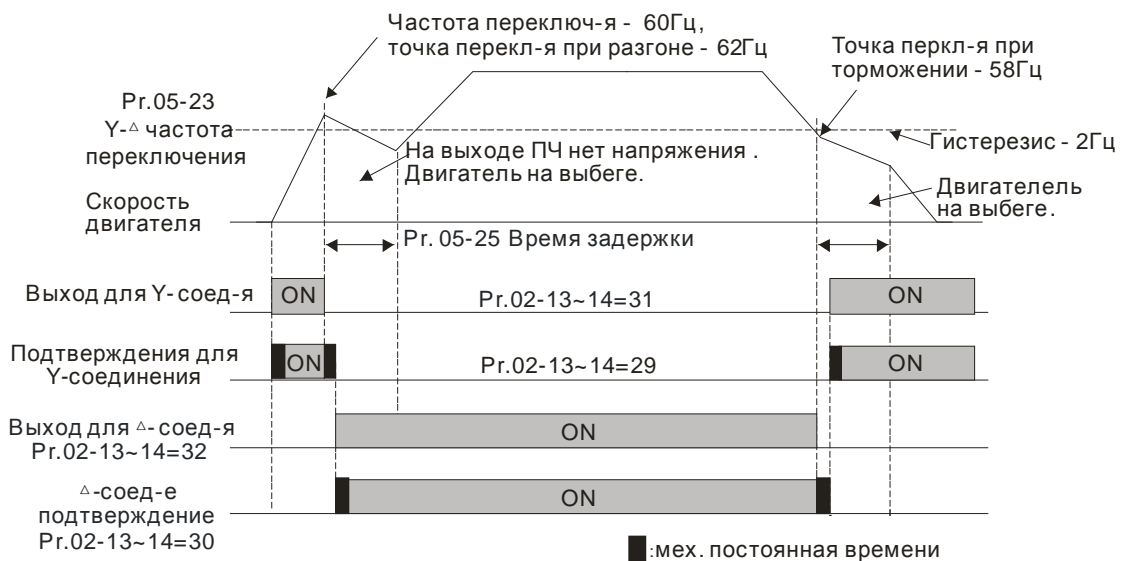 Частота переключ-я - 60Гц,
точка перекл-я при разгоне - 62Гц
Точка перкл-я при
торможении - 58Гц
Pr.05-23
Y-△ частота
переключения
Гистерезис - 2Гц
На выходе ПЧ нет напряжения .
Двигатель на выбеге.
Двигателель
на выбеге.
Скорость
двигателя
Pr. 05-25 Время задержки
Выход для Y- соед-я
ON
Pr.02-13~14=31
ON
Подтверждения для
Y-соединения
ON
Pr.02-13~14=29
ON
Выход для △- соед-я
Pr.02-13~14=32
ON
△-соед-е
подтверждение
Pr.02-13~14=30
ON
:мех. постоянная времени